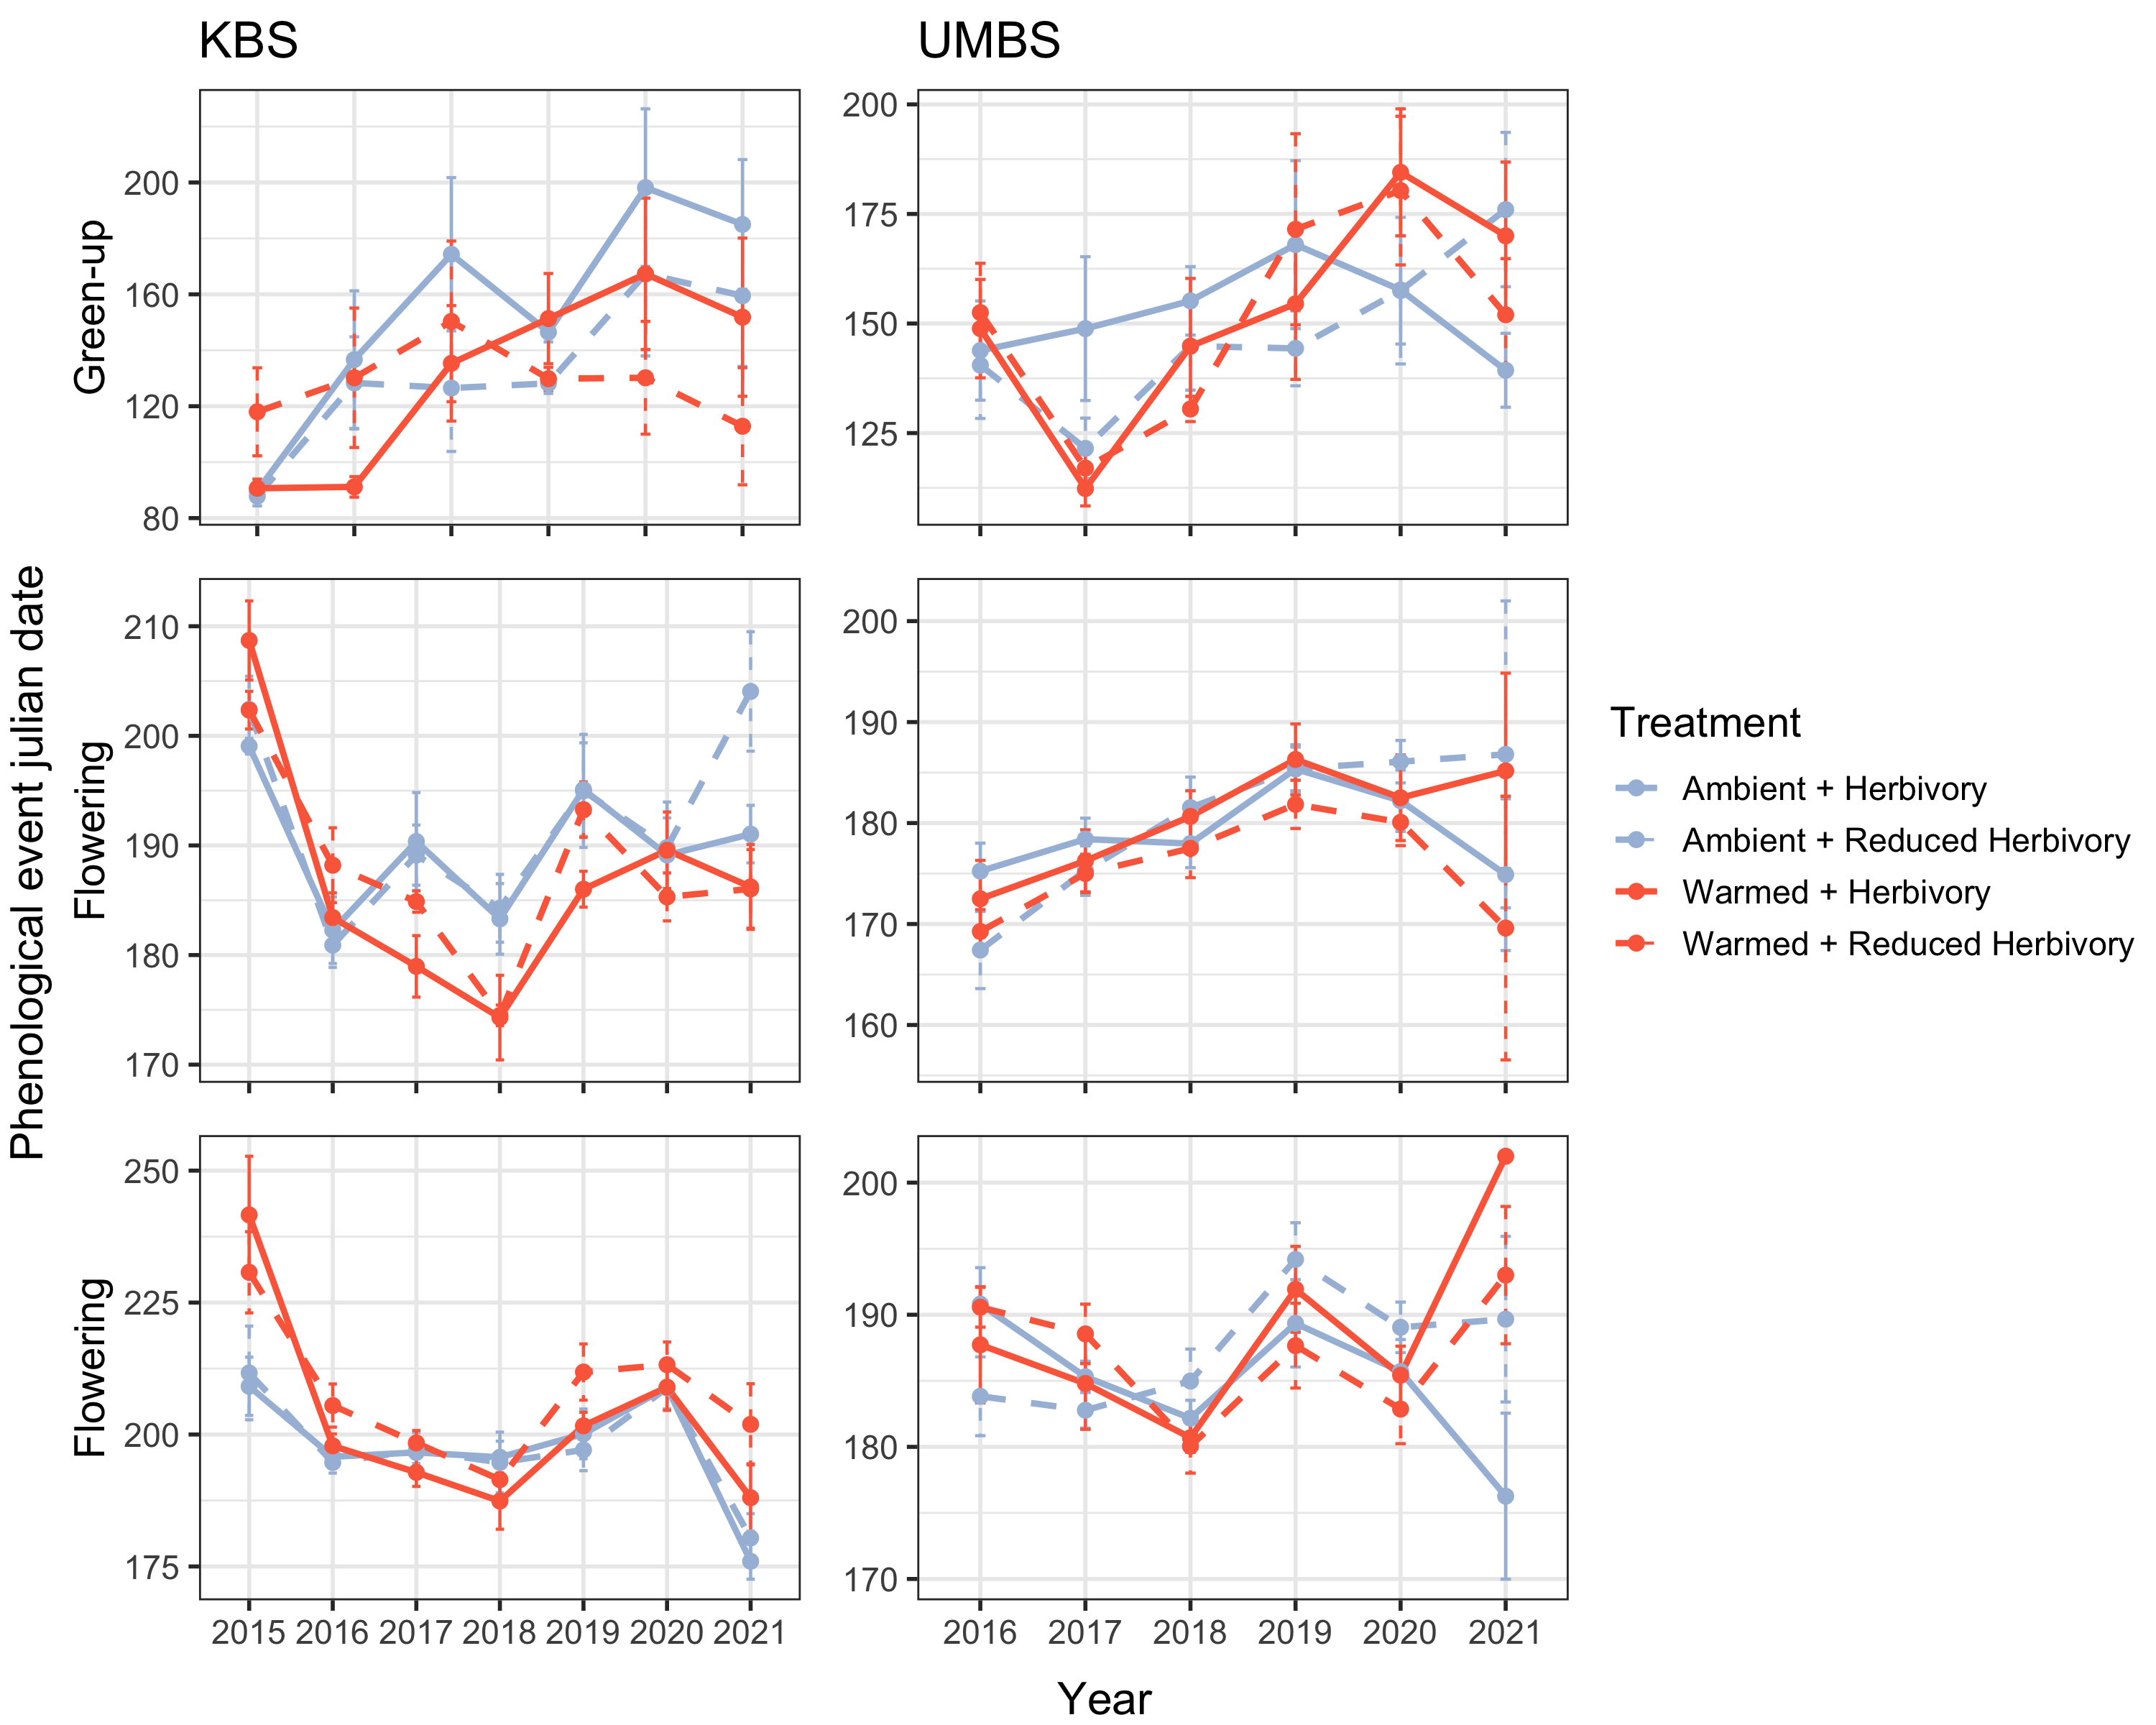 KBS
UMBS
Phenological event julian date
Green-up
200
160
120
80
200
175
150
125
Flowering
210
200
190
180
170
200
190
180
170
160
Treatment
Ambient + Herbivory
Ambient + Reduced Herbivory
Warmed + Herbivory
Warmed + Reduced Herbivory
Flowering
250
225
200
175
200
190
180
170
2015 2016 2017 2018 2019 2020 2021
2016 2017 2018 2019 2020 2021
Year